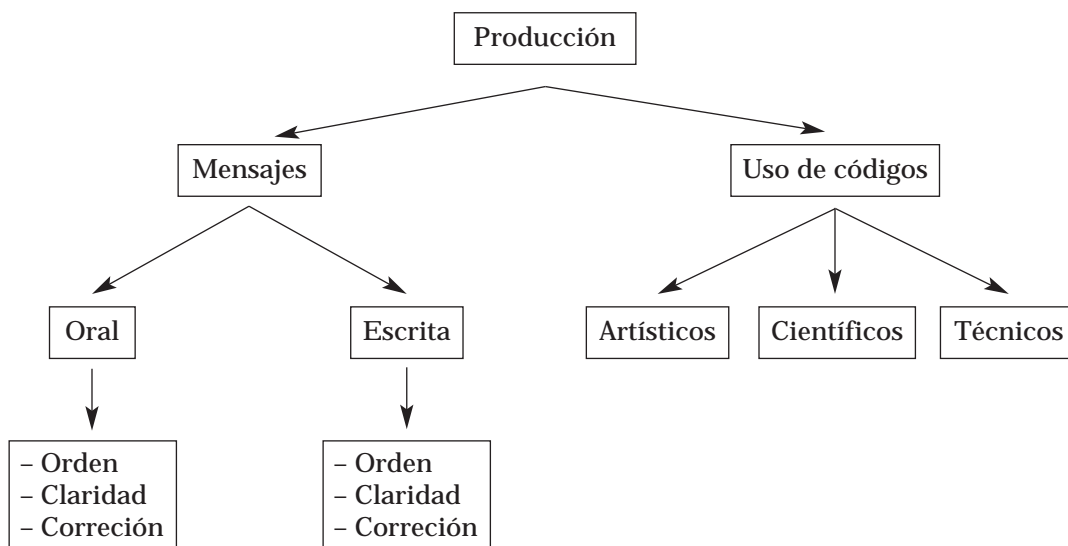 Producción
Mensajes
Uso de códigos
Oral
Escrita
Artísticos
Científicos
Técnicos
– Orden
– Claridad
– Correción
– Orden
– Claridad
– Correción